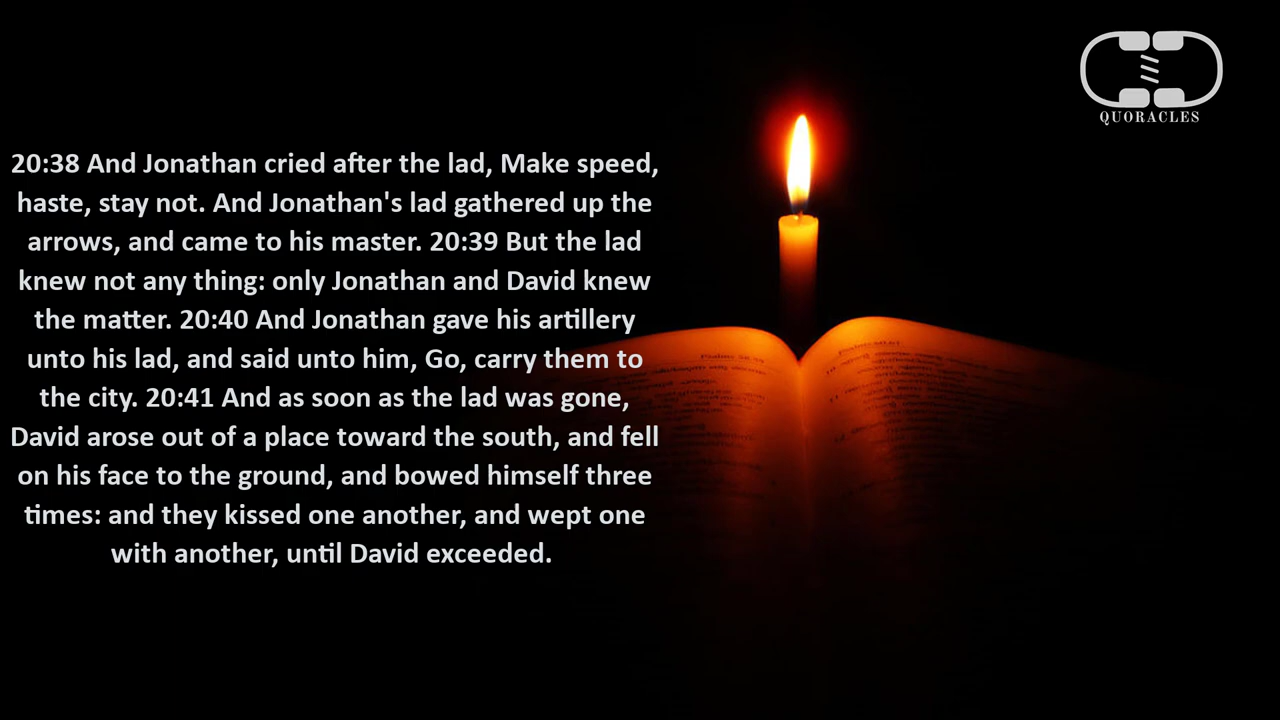 QUORACLES
20:38 And Jonathan cried after the lad, Make speed,
haste, stay not. And Jonathan's lad gathered up the
arrows, and came to his master. 20:39 But the lad
knew not any thing: only Jonathan and David knew
the matter. 20:40 And Jonathan gave his artillery
unto his lad, and said unto him, Go, carry them to
the city. 20:41 And as soon as the lad was gone,
David arose out of a place toward the south, and fell
on his face to the ground, and bowed himself three
times: and they kissed one another, and wept one
with another, until David exceeded.